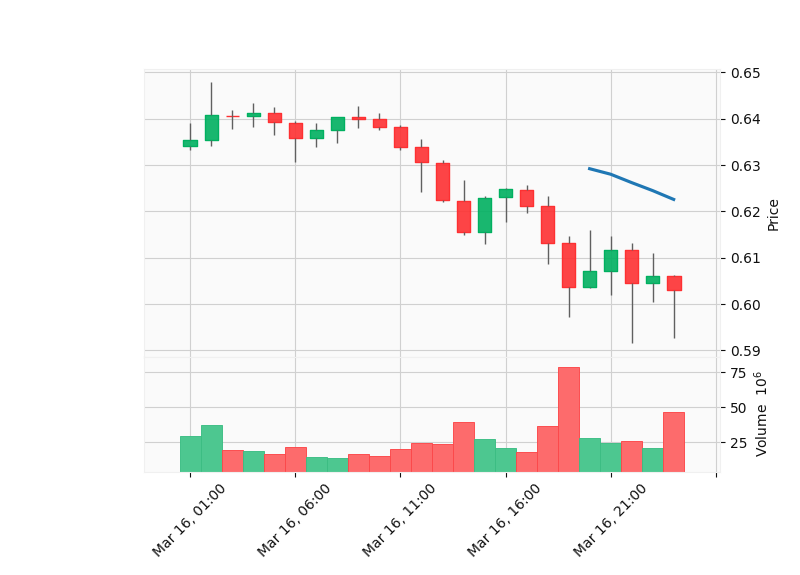 0.65
0.64
0.63
0.62
0.61
0.60
0.59
Price
75
50
25
Volume 10⁶
Mar 16, 01:00
Mar 16, 06:00
Mar 16, 11:00
Mar 16, 16:00
Mar 16, 21:00